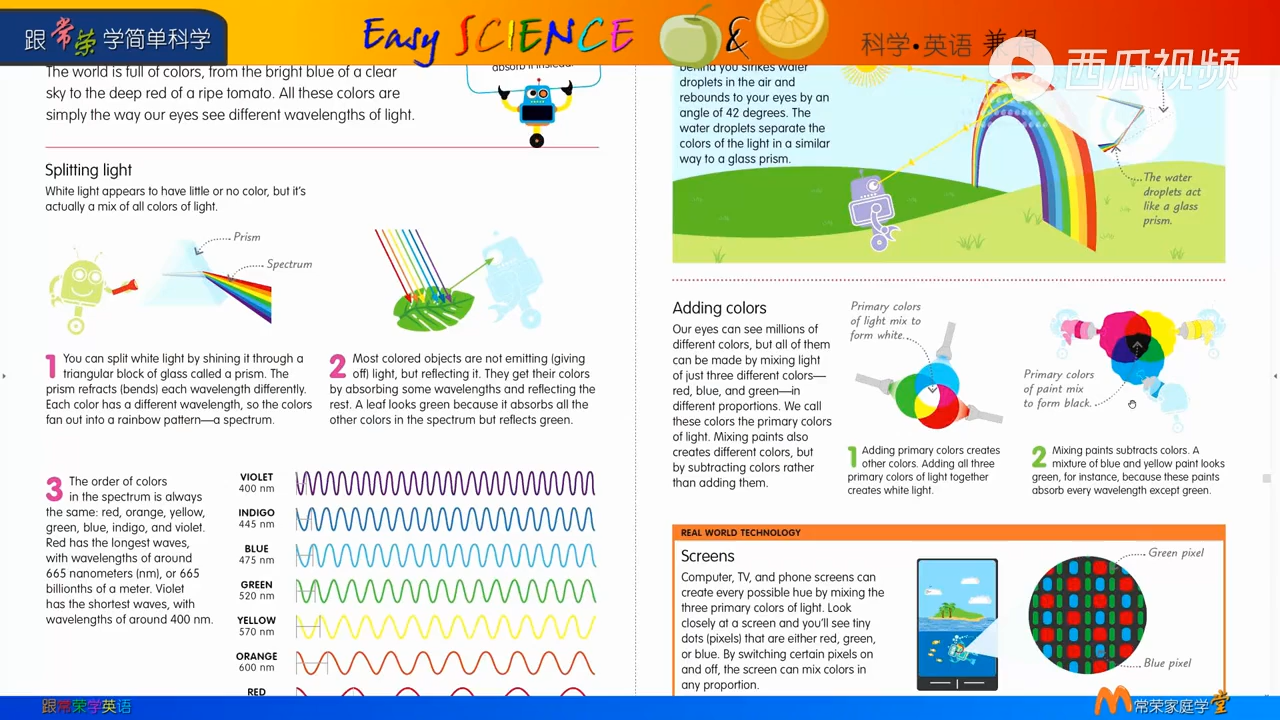 跟常荣学简单科学
Easy SCIENCE &
科学·英语 兼得
西瓜视频
The world is full of colors, from the bright blue of a clear
sky to the deep red of a ripe tomato. All these colors are
simply the way our eyes see different wavelengths of light.
absorb it instead.
Splitting light
White light appears to have little or no color, but it's
actually a mix of all colors of light.
Prism
Spectrum
1 You can split white light by shining it through a
triangular block of glass called a prism. The
prism refracts (bends) each wavelength differently.
Each color has a different wavelength, so the colors
fan out into a rainbow pattern—a spectrum.
2 Most colored objects are not emitting (giving
off) light, but reflecting it. They get their colors
by absorbing some wavelengths and reflecting the
rest. A leaf looks green because it absorbs all the
other colors in the spectrum but reflects green.
3 The order of colors
in the spectrum is always
the same: red, orange, yellow,
green, blue, indigo, and violet.
Red has the longest waves,
with wavelengths of around
665 nanometers (nm), or 665
billionths of a meter. Violet
has the shortest waves, with
wavelengths of around 400 nm.
VIOLET
400 nm
INDIGO
445 nm
BLUE
475 nm
GREEN
520 nm
YELLOW
570 nm
ORANGE
600 nm
RED
behind you strikes water
droplets in the air and
rebounds to your eyes by an
angle of 42 degrees. The
water droplets separate the
colors of the light in a similar
way to a glass prism.
The water
droplets act
like a glass
prism.
Adding colors
Our eyes can see millions of
different colors, but all of them
can be made by mixing light
of just three different colors—
red, blue, and green—in
different proportions. We call
these colors the primary colors
of light. Mixing paints also
creates different colors, but
by subtracting colors rather
than adding them.
Primary colors
of light mix to
form white.
Primary colors
of paint mix
to form black.
1 Adding primary colors creates
other colors. Adding all three
primary colors of light together
creates white light.
2 Mixing paints subtracts colors. A
mixture of blue and yellow paint looks
green, for instance, because these paints
absorb every wavelength except green.
REAL WORLD TECHNOLOGY
Screens
Computer, TV, and phone screens can
create every possible hue by mixing the
three primary colors of light. Look
closely at a screen and you'll see tiny
dots (pixels) that are either red, green,
or blue. By switching certain pixels on
and off, the screen can mix colors in
any proportion.
Green pixel
Blue pixel
跟常荣学英语
常荣家庭学堂